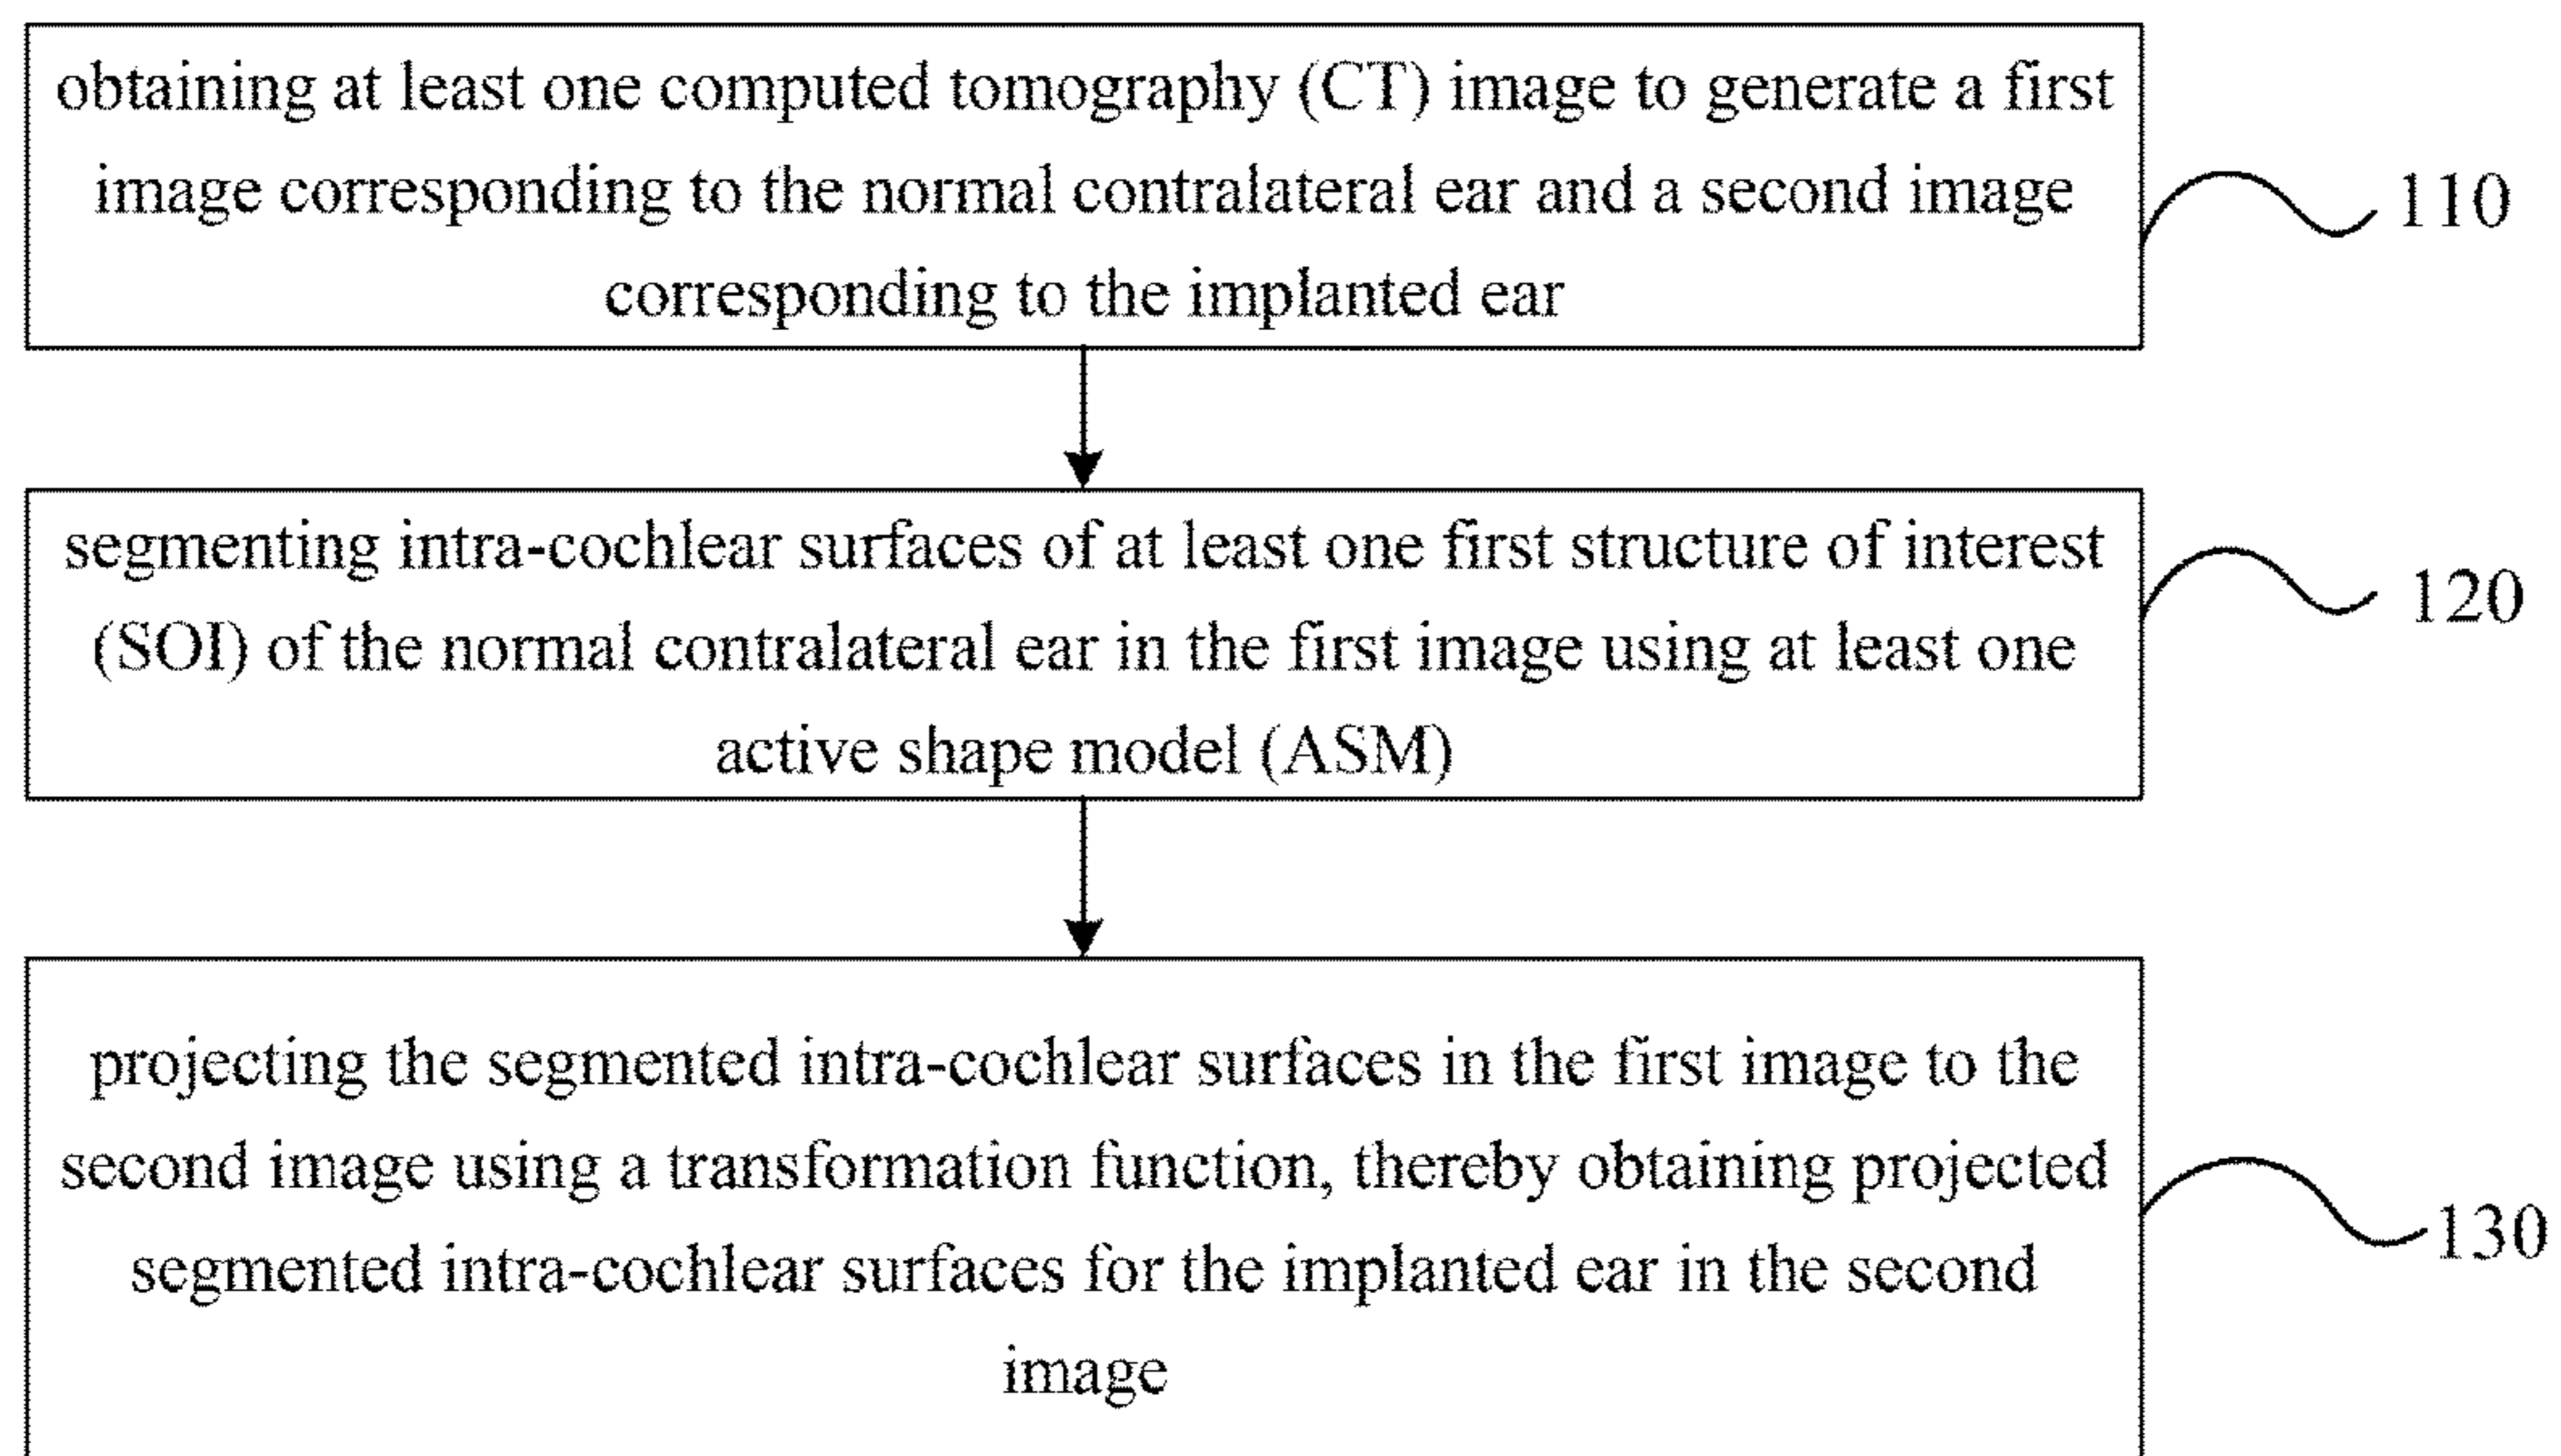 obtaining at least one computed tomography (CT) image to generate a first
image corresponding to the normal contralateral ear and a second image
corresponding to the implanted ear
110
segmenting intra-cochlear surfaces of at least one first structure of interest
(SOI) of the normal contralateral ear in the first image using at least one
active shape model (ASM)
120
projecting the segmented intra-cochlear surfaces in the first image to the
second image using a transformation function, thereby obtaining projected
segmented intra-cochlear surfaces for the implanted ear in the second
image
130